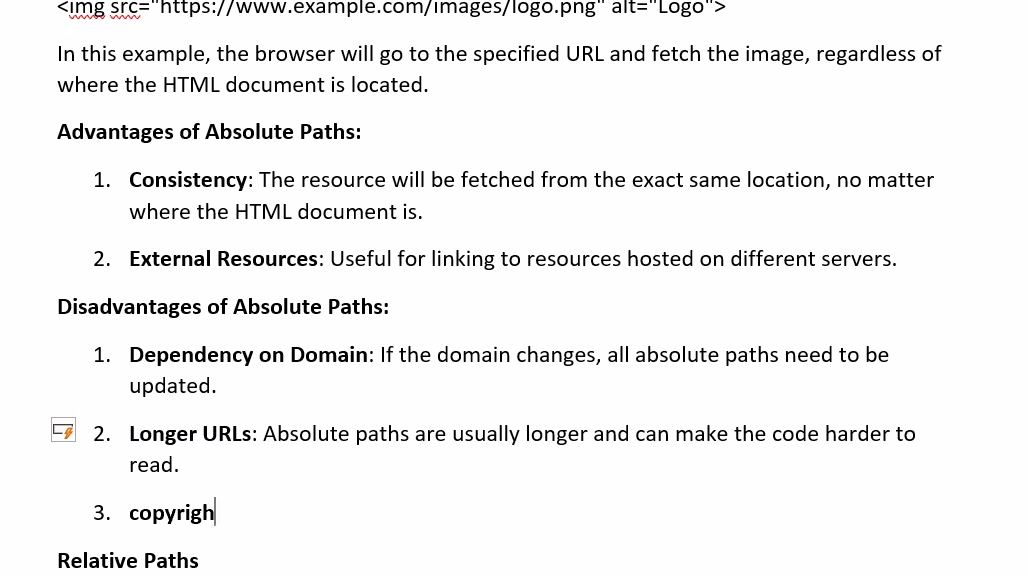 <img src="https://www.example.com/images/logo.png" alt="Logo">
In this example, the browser will go to the specified URL and fetch the image, regardless of
where the HTML document is located.
Advantages of Absolute Paths:
1. Consistency: The resource will be fetched from the exact same location, no matter
where the HTML document is.
2. External Resources: Useful for linking to resources hosted on different servers.
Disadvantages of Absolute Paths:
1. Dependency on Domain: If the domain changes, all absolute paths need to be
updated.
2. Longer URLs: Absolute paths are usually longer and can make the code harder to
read.
3. copyrigh
Relative Paths